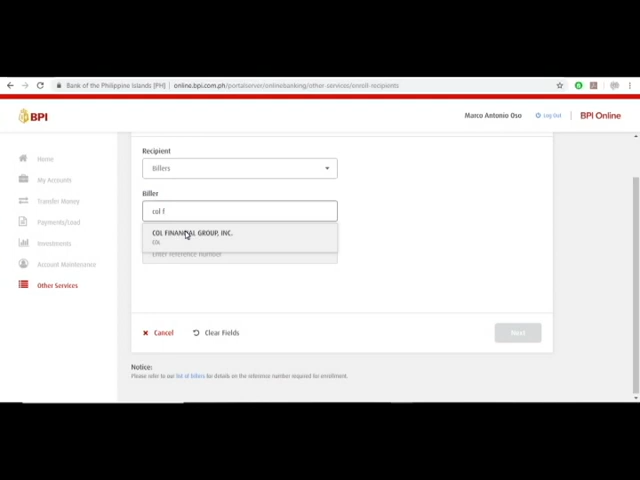 Bank of the Philippine Islands [PH]
online.bpi.com.ph/portalserver/onlinebanking/other-services/enroll-recipients
BPI
Marco Antonio Oso
Log Out
BPI Online
Home
My Accounts
Transfer Money
Payments/Load
Investments
Account Maintenance
Other Services
Recipient
Billers
Biller
col f
COL FINANCIAL GROUP, INC.
COL
Enter reference number
Cancel
Clear Fields
Next
Notice:
Please refer to our list of billers for details on the reference number required for enrollment.